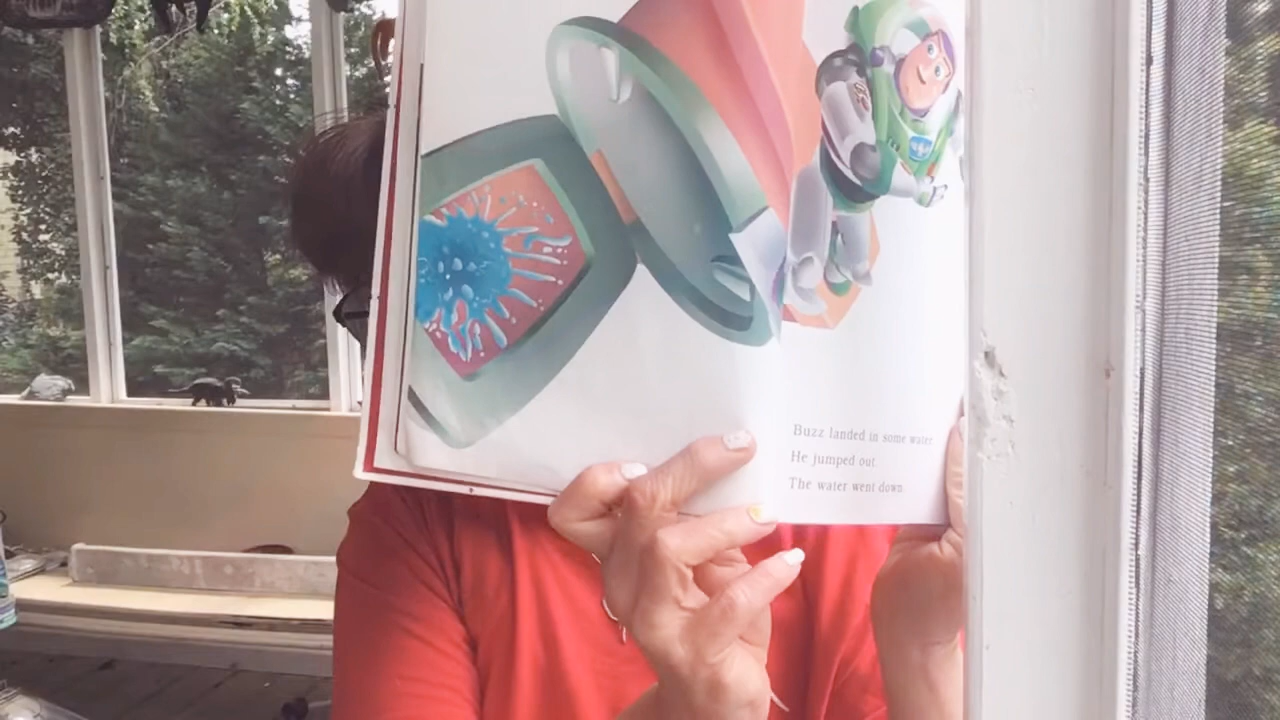 Buzz landed in some water.
He jumped out.
The water went down.